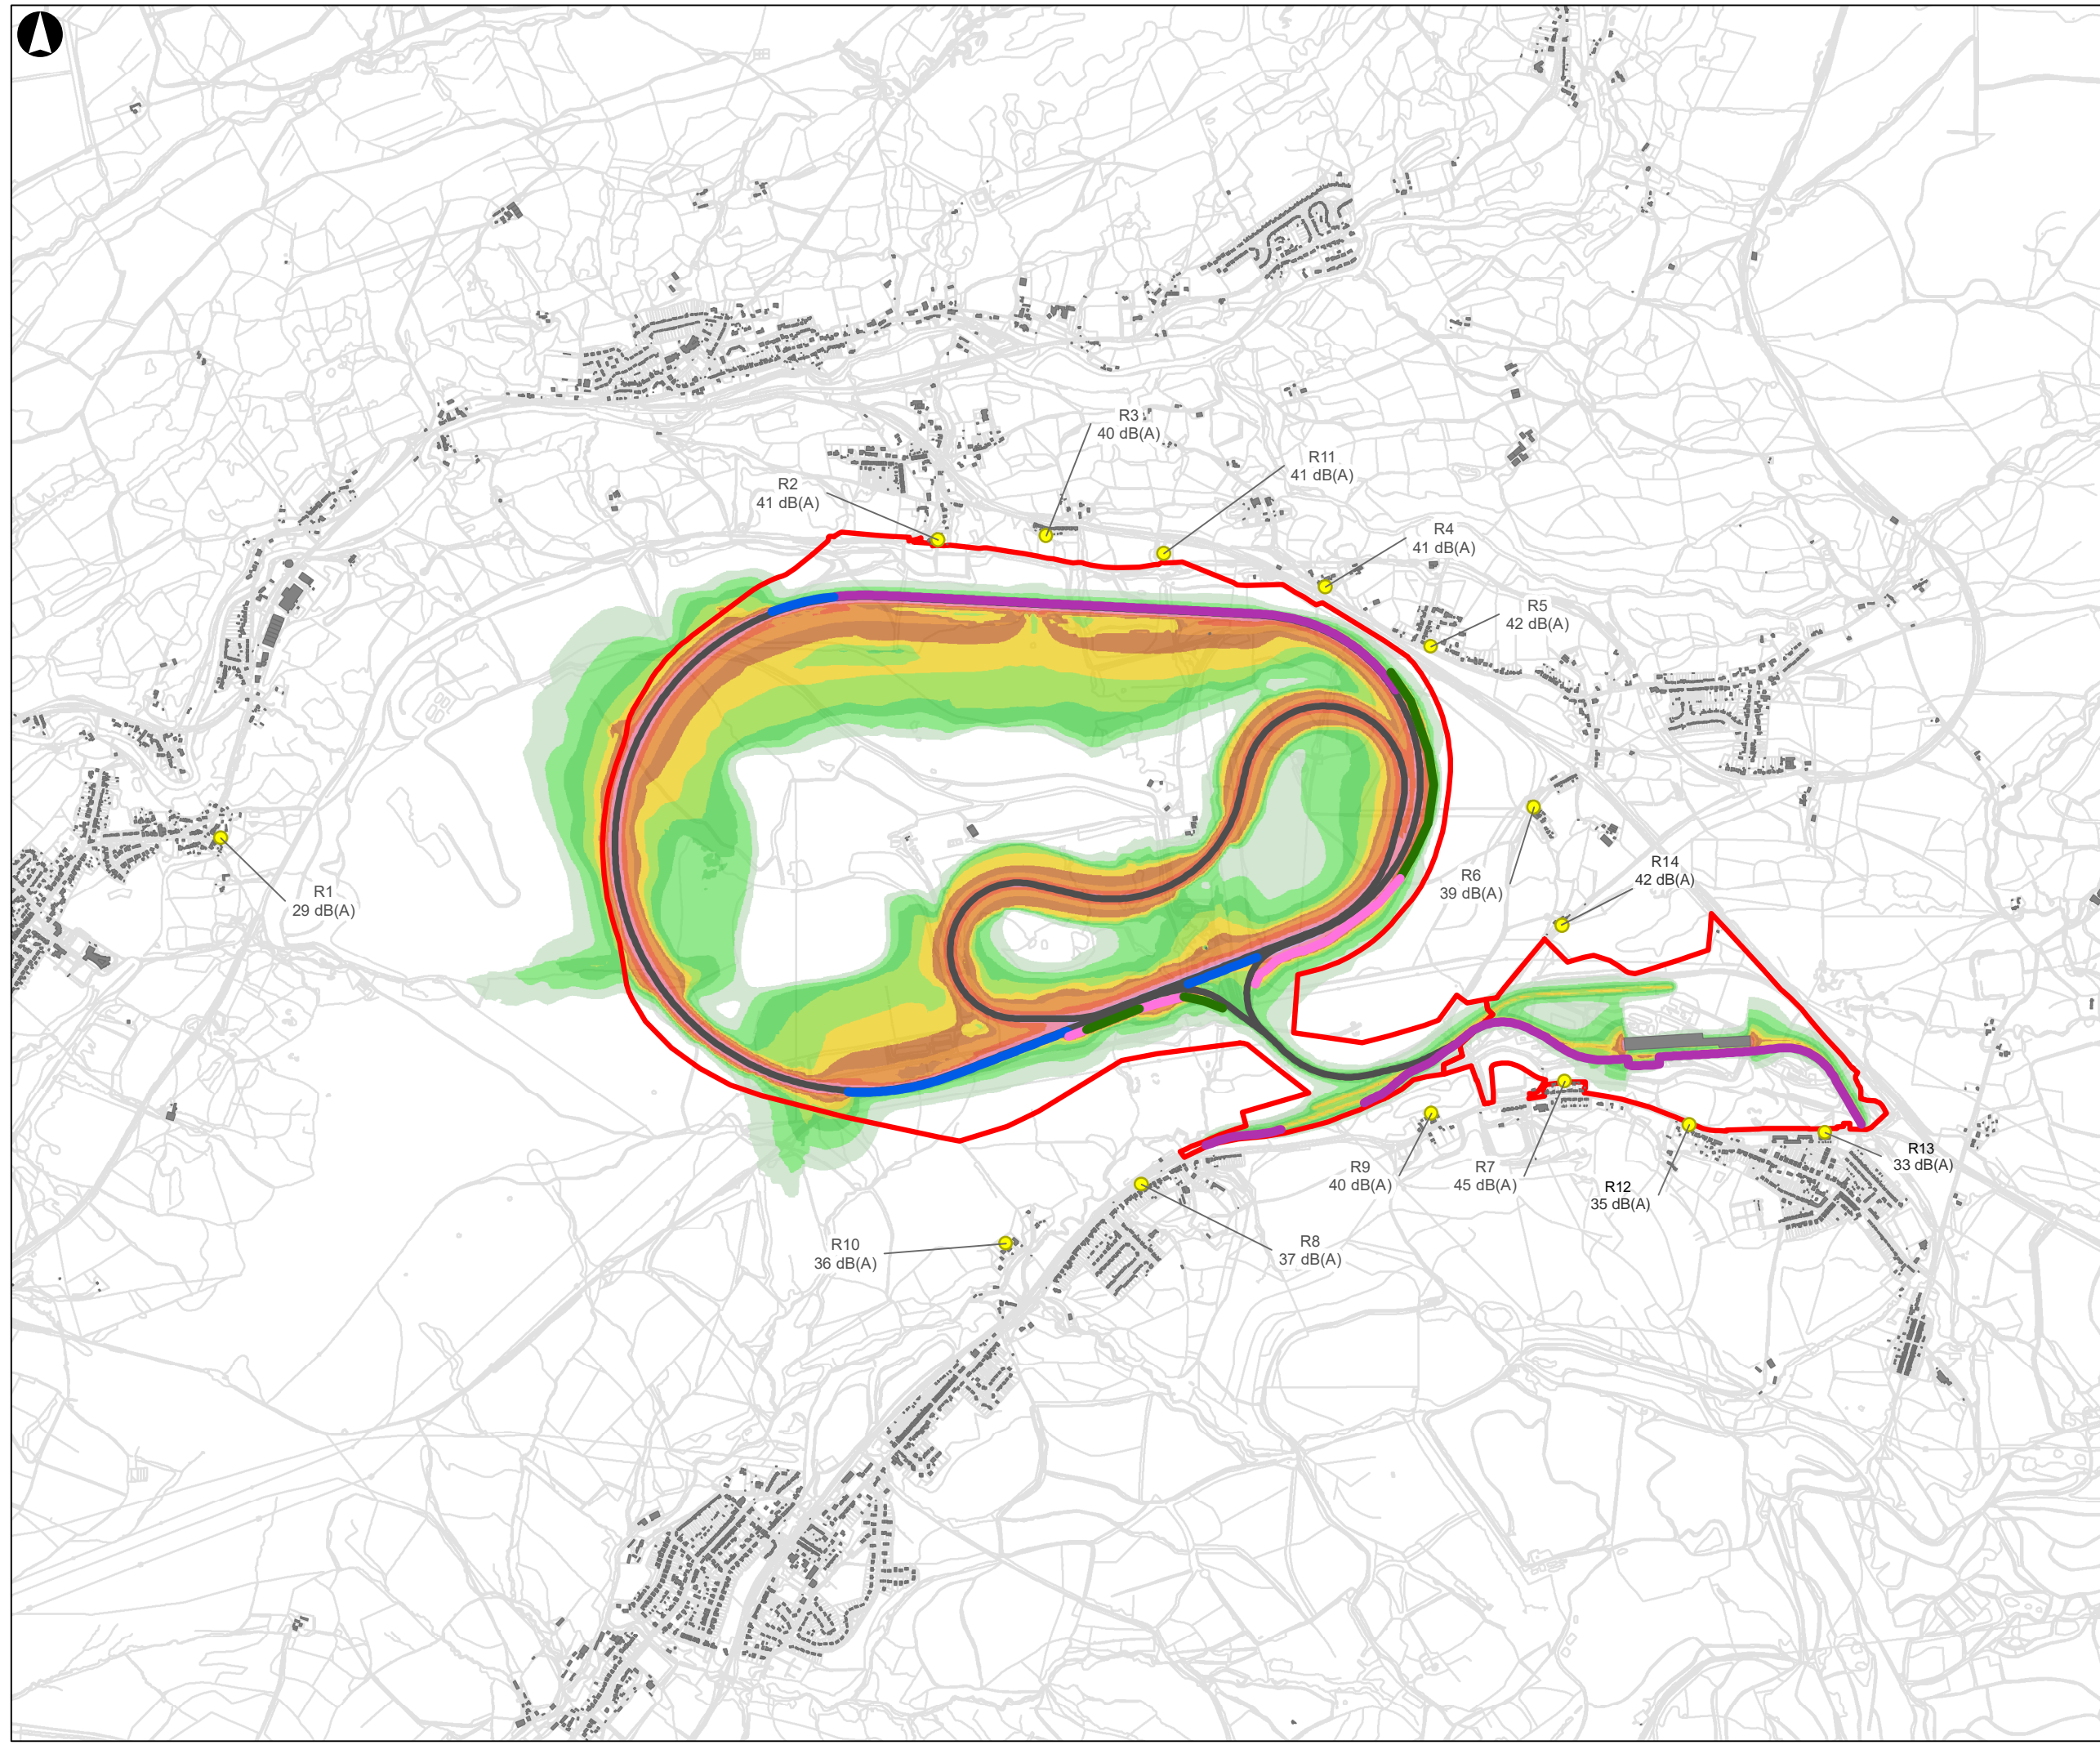 R3
40 dB(A)
R11
41 dB(A)
R2
41 dB(A)
R4
41 dB(A)
R5
42 dB(A)
R14
42 dB(A)
R6
39 dB(A)
R1
29 dB(A)
R13
33 dB(A)
R9
40 dB(A)
R7
45 dB(A)
R12
35 dB(A)
R10
36 dB(A)
R8
37 dB(A)